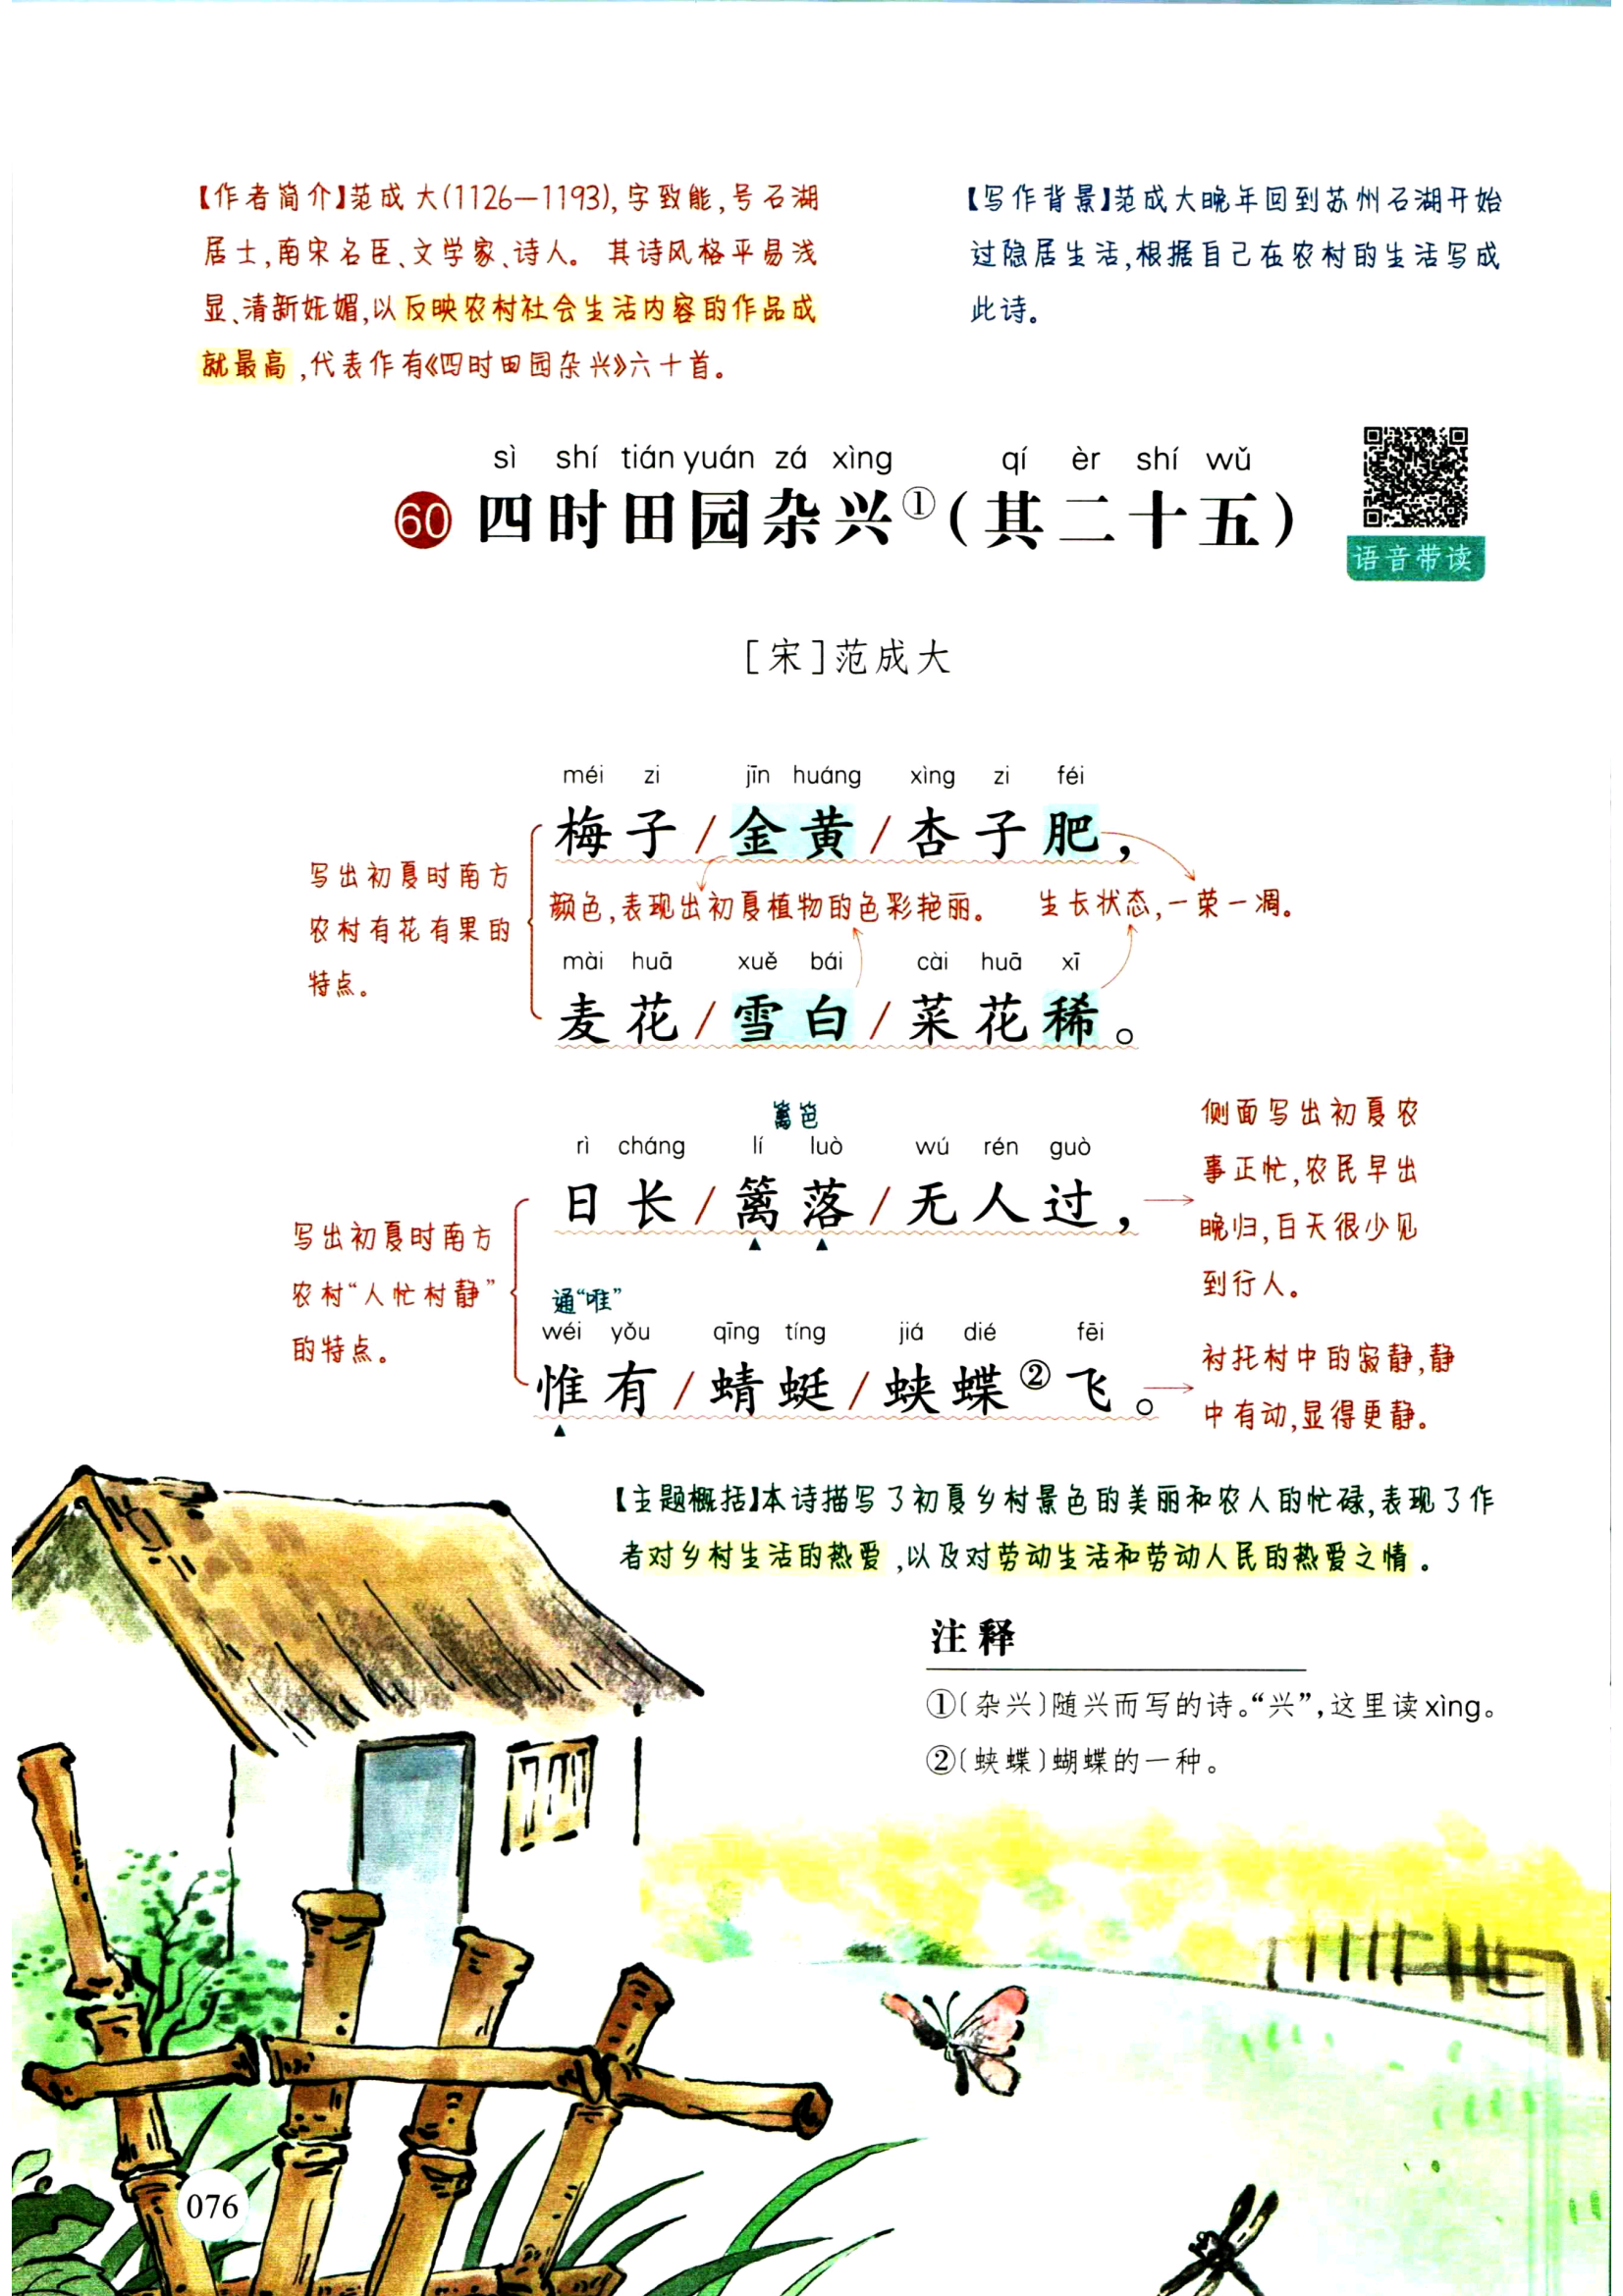 【作者简介】范成大(1126—1193),字致能,号石湖
居士,南宋名臣、文学家、诗人。其诗风格平易浅
显、清新妩媚,以反映农村社会生活内容的作品成
就最高,代表作有《四时田园杂兴》六十首。
【写作背景】范成大晚年回到苏州石湖开始
过隐居生活,根据自己在农村的生活写成
此诗。
sì shí tián yuán zá xìng qí èr shí wǔ
60 四时田园杂兴①(其二十五)
语音带读
[宋]范成大
méi zi jīn huáng xìng zi féi
梅子/金黄/杏子肥,
写出初夏时南方
农村有花有果的
特点。
颜色,表现出初夏植物的色彩艳丽。 生长状态,一荣一凋。
mài huā xuě bái cài huā xī
麦花/雪白/菜花稀。
篱笆
rì cháng lí luò wú rén guò
日长/篱落/无人过,
侧面写出初夏农
事正忙,农民早出
晚归,白天很少见
到行人。
写出初夏时南方
农村“人忙村静”
的特点。
通“唯”
wéi yǒu qīng tíng jiá dié fēi
惟有/蜻蜓/蛱蝶②飞。
衬托村中的寂静,静
中有动,显得更静。
【主题概括】本诗描写了初夏乡村景色的美丽和农人的忙碌,表现了作
者对乡村生活的热爱,以及对劳动生活和劳动人民的热爱之情。
注释
①〔杂兴〕随兴而写的诗。“兴”,这里读xìng。
②〔蛱蝶〕蝴蝶的一种。
076